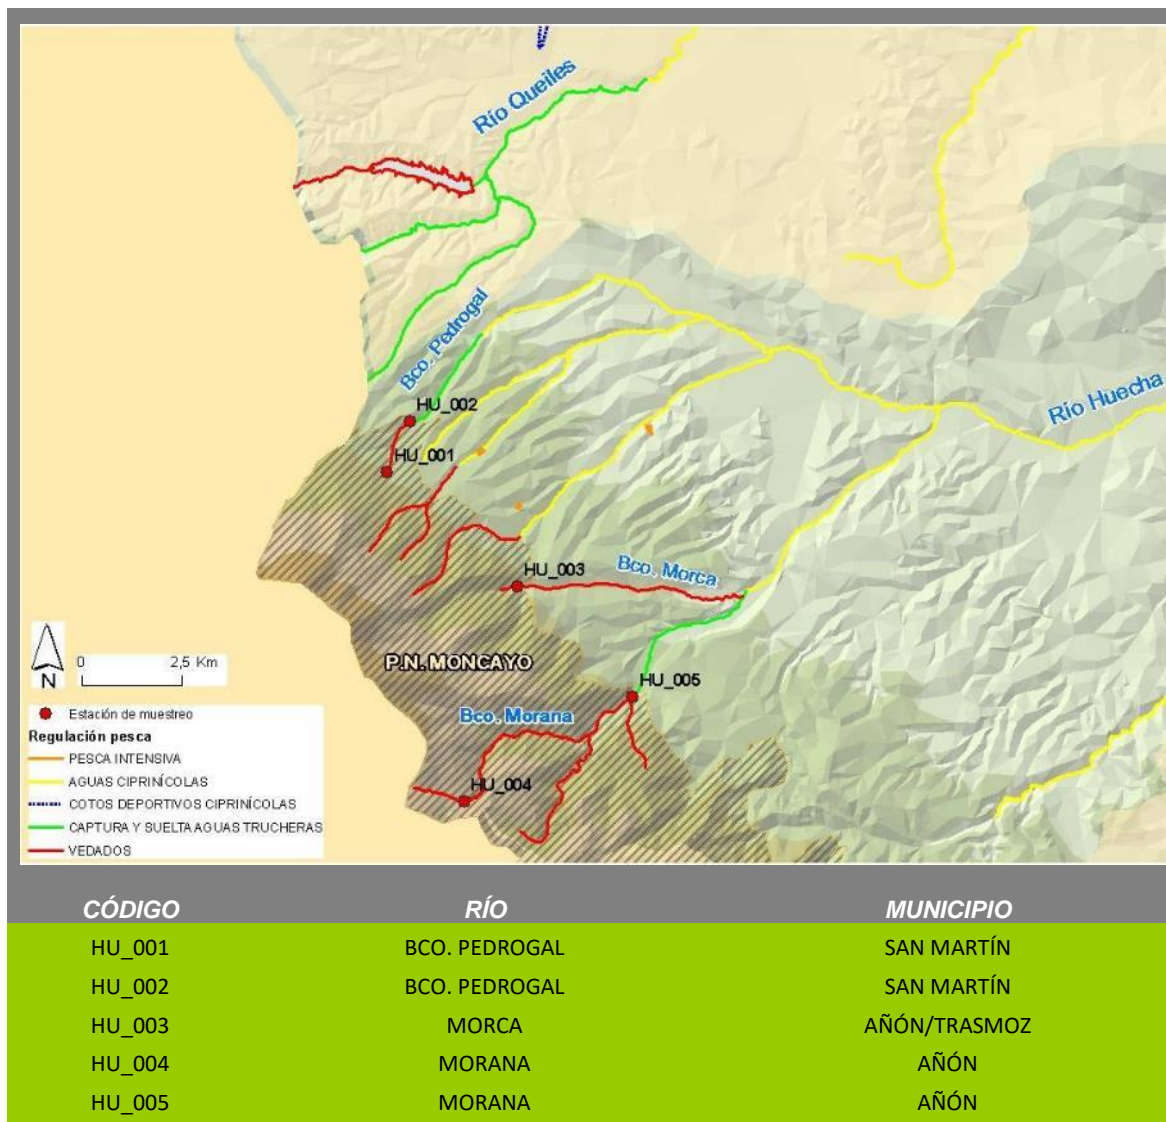 Río Queiles
Bco. Pedrogal
HU_002
HU_001
Río Huecha
HU_003
Bco. Morca
P.N. MONCAYO
HU_005
Bco. Morana
HU_004
0 2,5 Km
N
Estación de muestreo
Regulación pesca
PESCA INTENSIVA
AGUAS CIPRINÍCOLAS
COTOS DEPORTIVOS CIPRINÍCOLAS
CAPTURA Y SUELTA AGUAS TRUCHERAS
VEDADOS
CÓDIGO RÍO MUNICIPIO
HU_001 BCO. PEDROGAL SAN MARTÍN
HU_002 BCO. PEDROGAL SAN MARTÍN
HU_003 MORCA AÑÓN/TRASMOZ
HU_004 MORANA AÑÓN
HU_005 MORANA AÑÓN